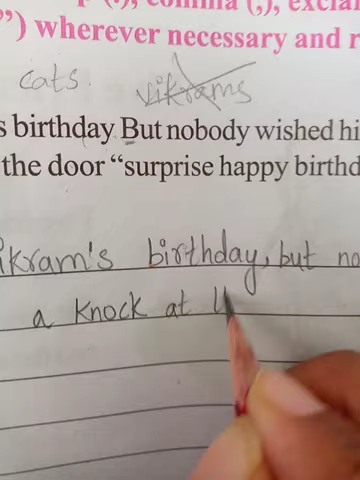 (,), excla
") wherever necessary and r
cats. Vikrams
s birthday But nobody wished hi
the door "surprise happy birthd
ikram's birthday, but no
a knock at